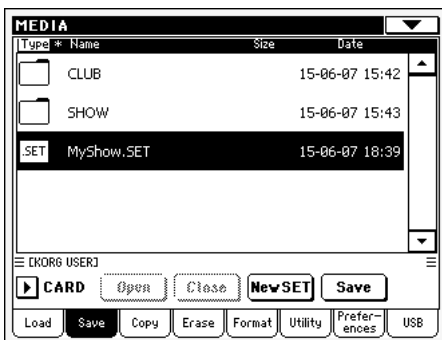 MEDIA
Type * Name Size Date
CLUB 15-06-07 15:42
SHOW 15-06-07 15:43
.SET MyShow.SET 15-06-07 18:39
[KORG USER]
CARD Open Close New SET Save
Load Save Copy Erase Format Utility Prefer-ences USB